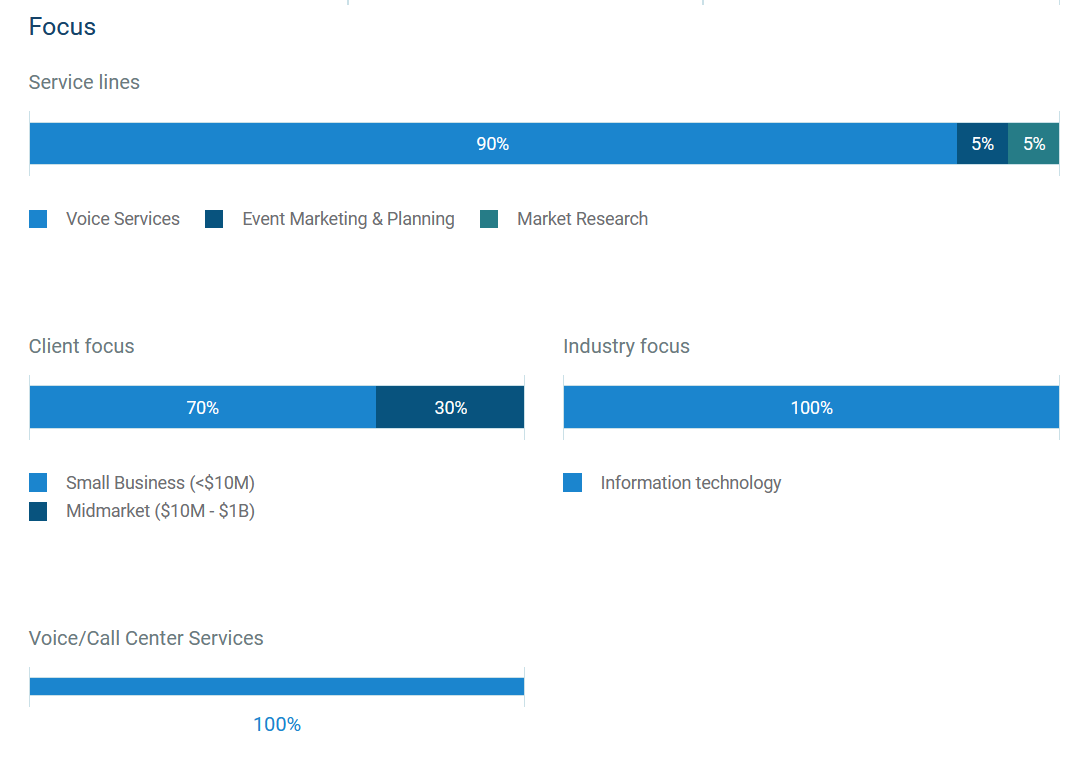 Focus
Service lines
90% 5% 5%
Voice Services Event Marketing & Planning Market Research
Client focus
70% 30%
Small Business (<$10M)
Midmarket ($10M - $1B)
Industry focus
100%
Information technology
Voice/Call Center Services
100%